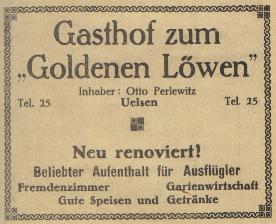 Gasthof zum
„Goldenen Löwen"
Inhaber: Otto Perlewitz
Tel. 25 Uelsen Tel. 25
Neu renoviert!
Beliebter Aufenthalt für Ausflügler
Fremdenzimmer Gartenwirtschaft
Gute Speisen und Getränke